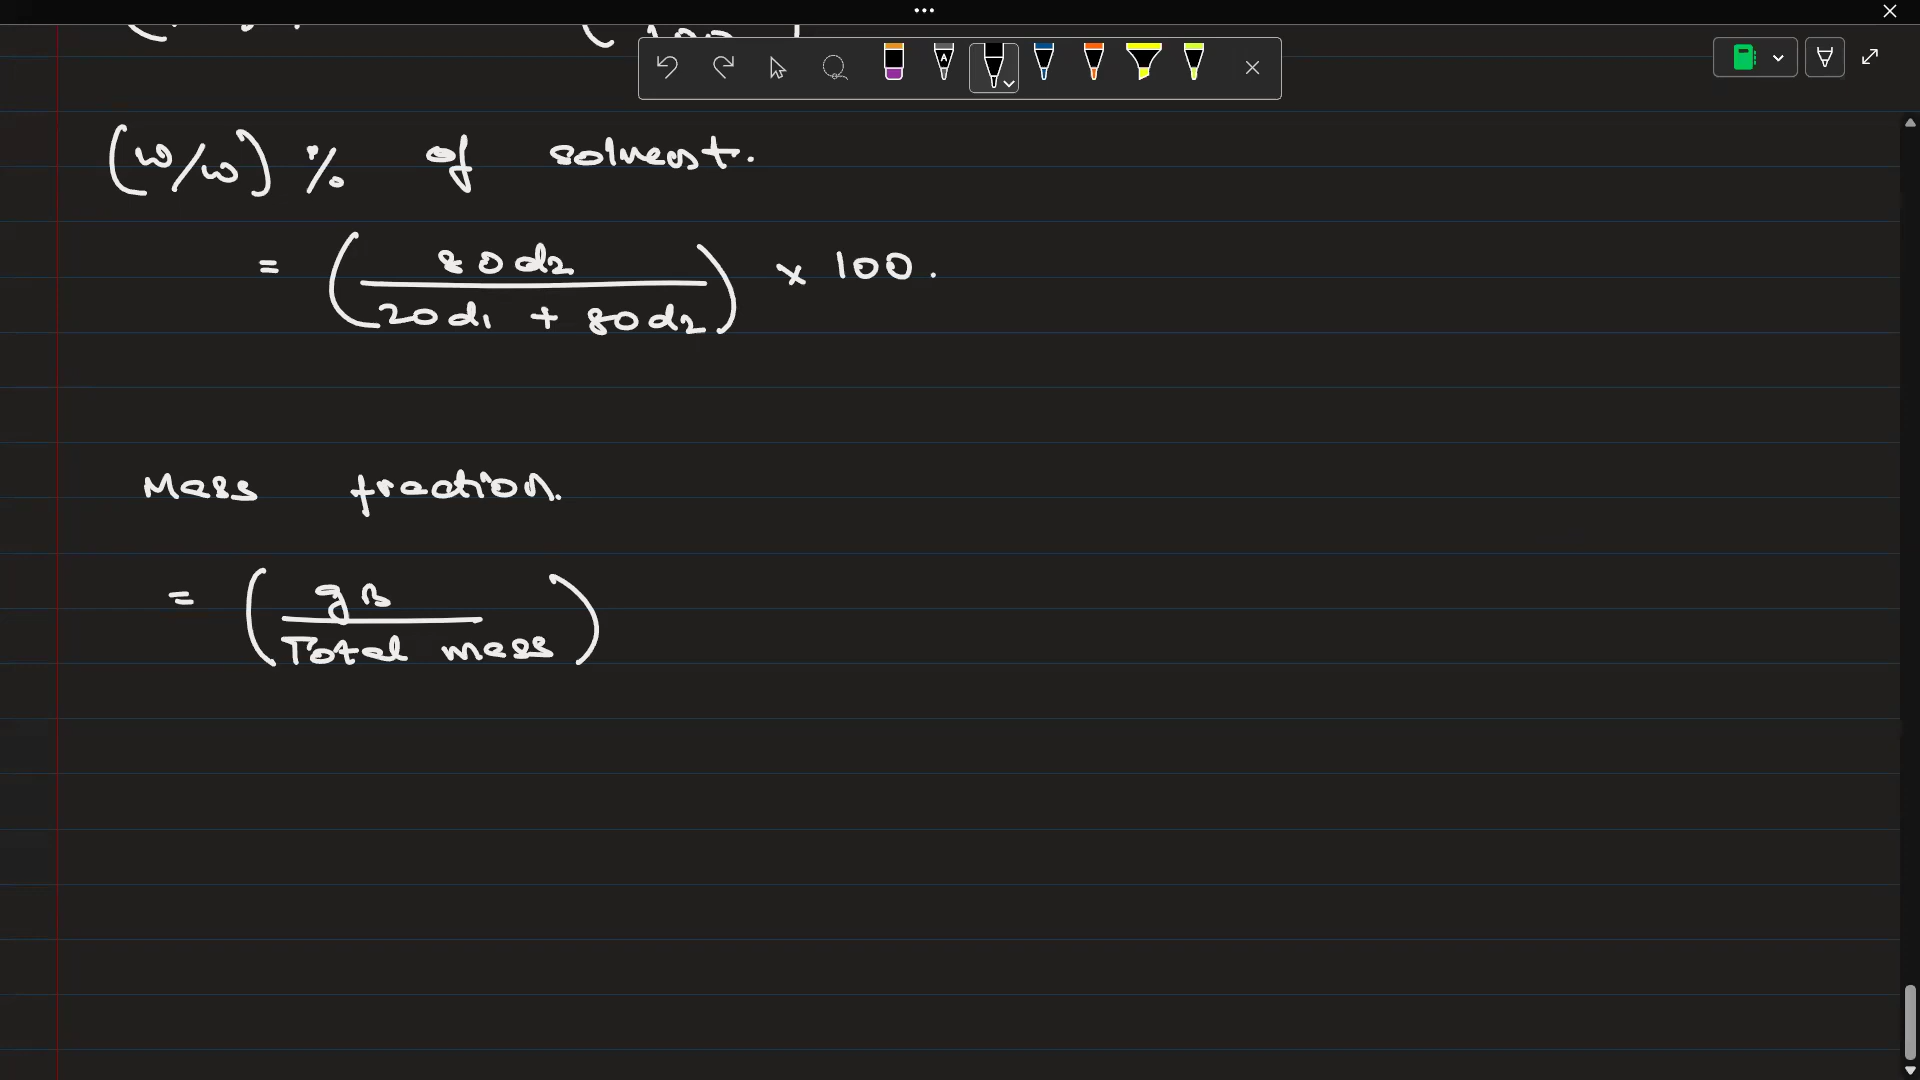 (w/w) % of solvent.
= (80d₂ / 20d₁ + 80d₂) × 100.
Mass fraction.
= (gB / Total mass)